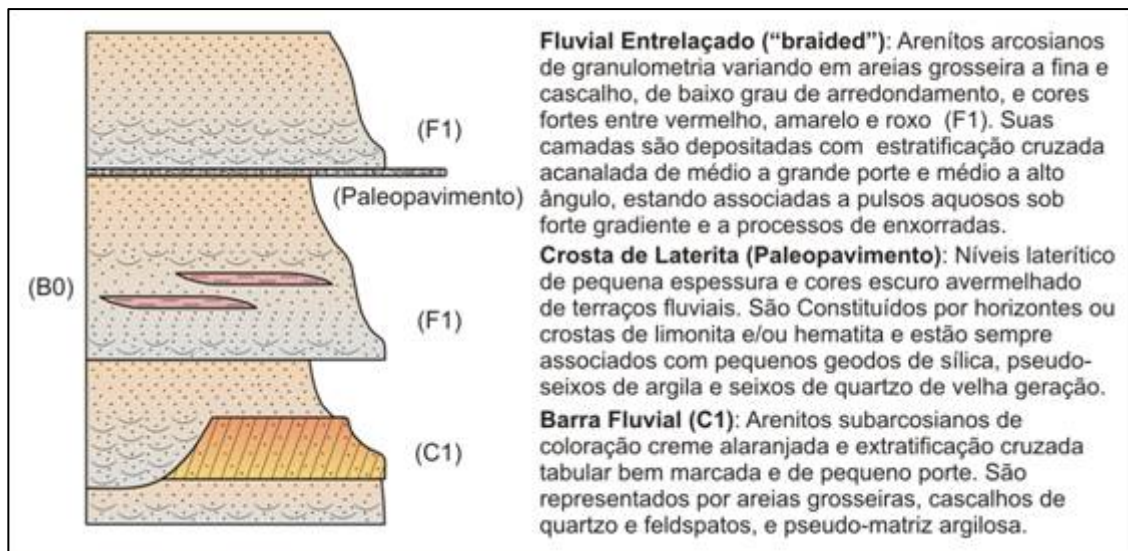 (F1)
(Paleopavimento)
(B0)
(F1)
(C1)
Fluvial Entrelaçado (“braided”): Arenítos arcosianos
de granulometria variando em areias grosseira a fina e
cascalho, de baixo grau de arredondamento, e cores
fortes entre vermelho, amarelo e roxo (F1). Suas
camadas são depositadas com estratificação cruzada
acanalada de médio a grande porte e médio a alto
ângulo, estando associadas a pulsos aquosos sob
forte gradiente e a processos de enxorradas.
Crosta de Laterita (Paleopavimento): Níveis laterítico
de pequena espessura e cores escuro avermelhado
de terraços fluviais. São Constituídos por horizontes ou
crostas de limonita e/ou hematita e estão sempre
associados com pequenos geodos de sílica, pseudo-
seixos de argila e seixos de quartzo de velha geração.
Barra Fluvial (C1): Arenitos subarcosianos de
coloração creme alaranjada e extratificação cruzada
tabular bem marcada e de pequeno porte. São
representados por areias grosseiras, cascalhos de
quartzo e feldspatos, e pseudo-matriz argilosa.